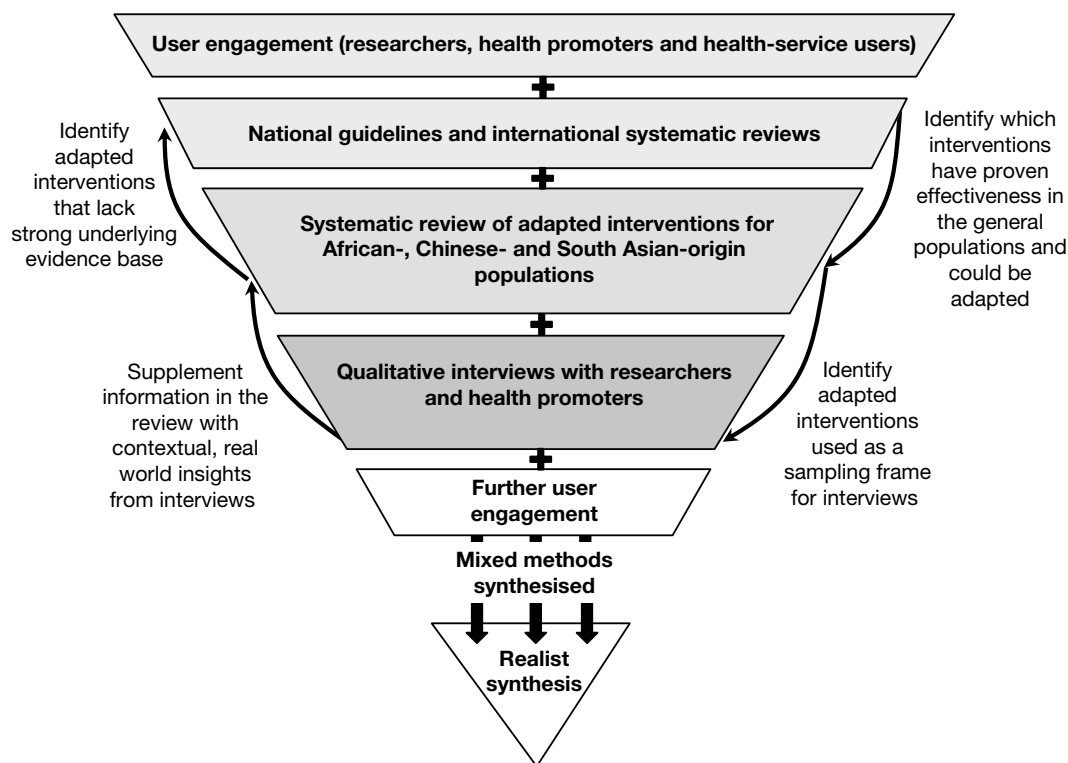 User engagement (researchers, health promoters and health-service users)
National guidelines and international systematic reviews
Identify
adapted
interventions
that lack
strong underlying
evidence base
Identify which
interventions
have proven
effectiveness in
the general
populations and
could be
adapted
Systematic review of adapted interventions for
African-, Chinese- and South Asian-origin
populations
Supplement
information in the
review with
contextual, real
world insights
from interviews
Qualitative interviews with researchers
and health promoters
Identify
adapted
interventions
used as a
sampling frame
for interviews
Further user
engagement
Mixed methods
synthesised
Realist
synthesis